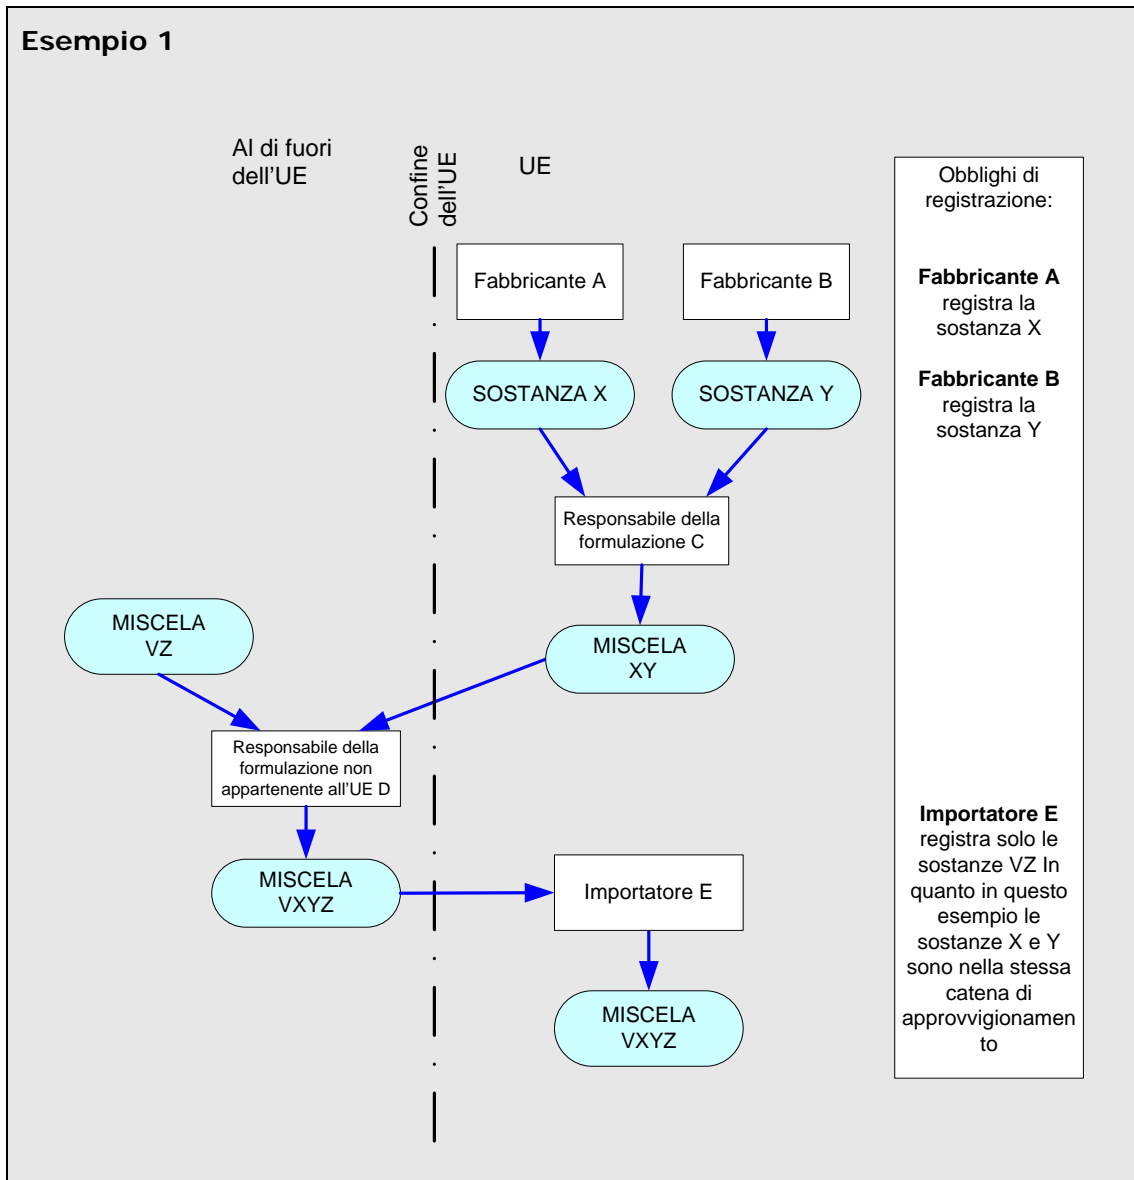 Esempio 1
Al di fuori
dell'UE
Confine
dell'UE
UE
Fabbricante A
Fabbricante B
SOSTANZA X
SOSTANZA Y
Responsabile della
formulazione C
MISCELA
VZ
MISCELA
XY
Responsabile della
formulazione non
appartenente all'UE D
MISCELA
VXYZ
Importatore E
MISCELA
VXYZ
Obblighi di
registrazione:
Fabbricante A
registra la
sostanza X
Fabbricante B
registra la
sostanza Y
Importatore E
registra solo le
sostanze VZ In
quanto in questo
esempio le
sostanze X e Y
sono nella stessa
catena di
approvvigionamen
to